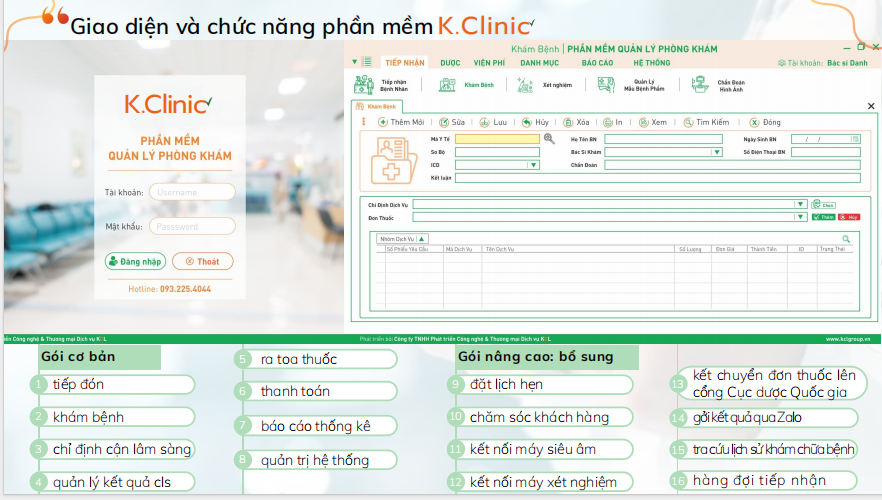 Giao diện và chức năng phần mềm K.Clinic
Khám Bệnh | PHẦN MỀM QUẢN LÝ PHÒNG KHÁM
TIẾP NHẬN DƯỢC VIỆN PHÍ DANH MỤC BÁO CÁO HỆ THỐNG
Tài khoản: Bác sĩ Danh
Tiếp nhận
Bệnh Nhân
Khám Bệnh
Xét nghiệm
Quản Lý
Mẫu Bệnh Phẩm
Chẩn Đoán
Hình Ảnh
Khám Bệnh
Thêm Mới Sửa Lưu Hủy Xóa In Xem Tìm Kiếm Đóng
Mã Y Tế Họ Tên BN Ngày Sinh BN / /
Sơ Bộ Bác Sĩ Khám Số Điện Thoại BN
ICD Chẩn Đoán
Kết luận
Chỉ Định Dịch Vụ Chọn
Đơn Thuốc Thêm Hủy
Nhóm Dịch Vụ
Số Phiếu Yêu Cầu Mã Dịch Vụ Tên Dịch Vụ Số Lượng Đơn Giá Thành Tiền ID Trạng Thái
K.Clinic
PHẦN MỀM
QUẢN LÝ PHÒNG KHÁM
Tài khoản: Username
Mật khẩu: Passsword
Đăng nhập Thoát
Hotline: 093.225.4044
iển Công nghệ & Thương mại Dịch vụ KCL
Phát triển bởi: Công ty TNHH Phát triển Công nghệ & Thương mại Dịch vụ KCL
www.kclgroup.vn
Gói cơ bản
1 tiếp đón
2 khám bệnh
3 chỉ định cận lâm sàng
4 quản lý kết quả cls
5 ra toa thuốc
6 thanh toán
7 báo cáo thống kê
8 quản trị hệ thống
Gói nâng cao: bổ sung
9 đặt lịch hẹn
10 chăm sóc khách hàng
11 kết nối máy siêu âm
12 kết nối máy xét nghiệm
13 kết chuyển đơn thuốc lên
cổng Cục dược Quốc gia
14 gởi kết quả qua Zalo
15 tra cứu lịch sử khám chữa bệnh
16 hàng đợi tiếp nhận